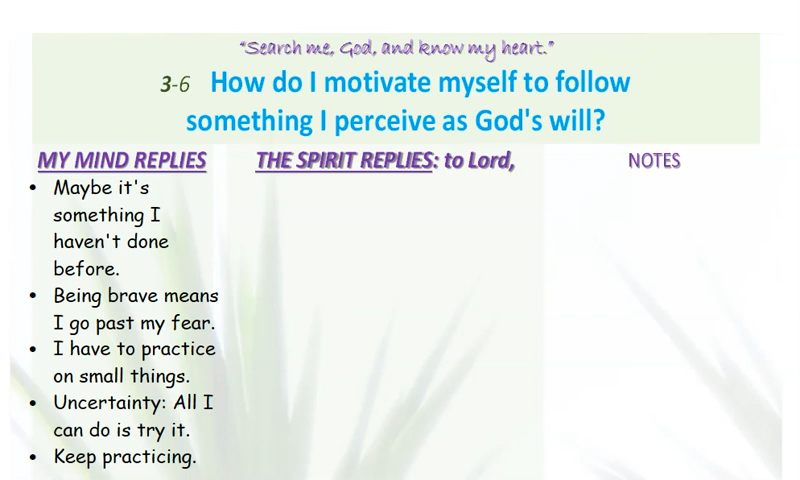 "Search me, God, and know my heart."
3-6 How do I motivate myself to follow
something I perceive as God's will?
MY MIND REPLIES
• Maybe it's
something I
haven't done
before.
• Being brave means
I go past my fear.
• I have to practice
on small things.
• Uncertainty: All I
can do is try it.
• Keep practicing.
THE SPIRIT REPLIES: to Lord,
NOTES